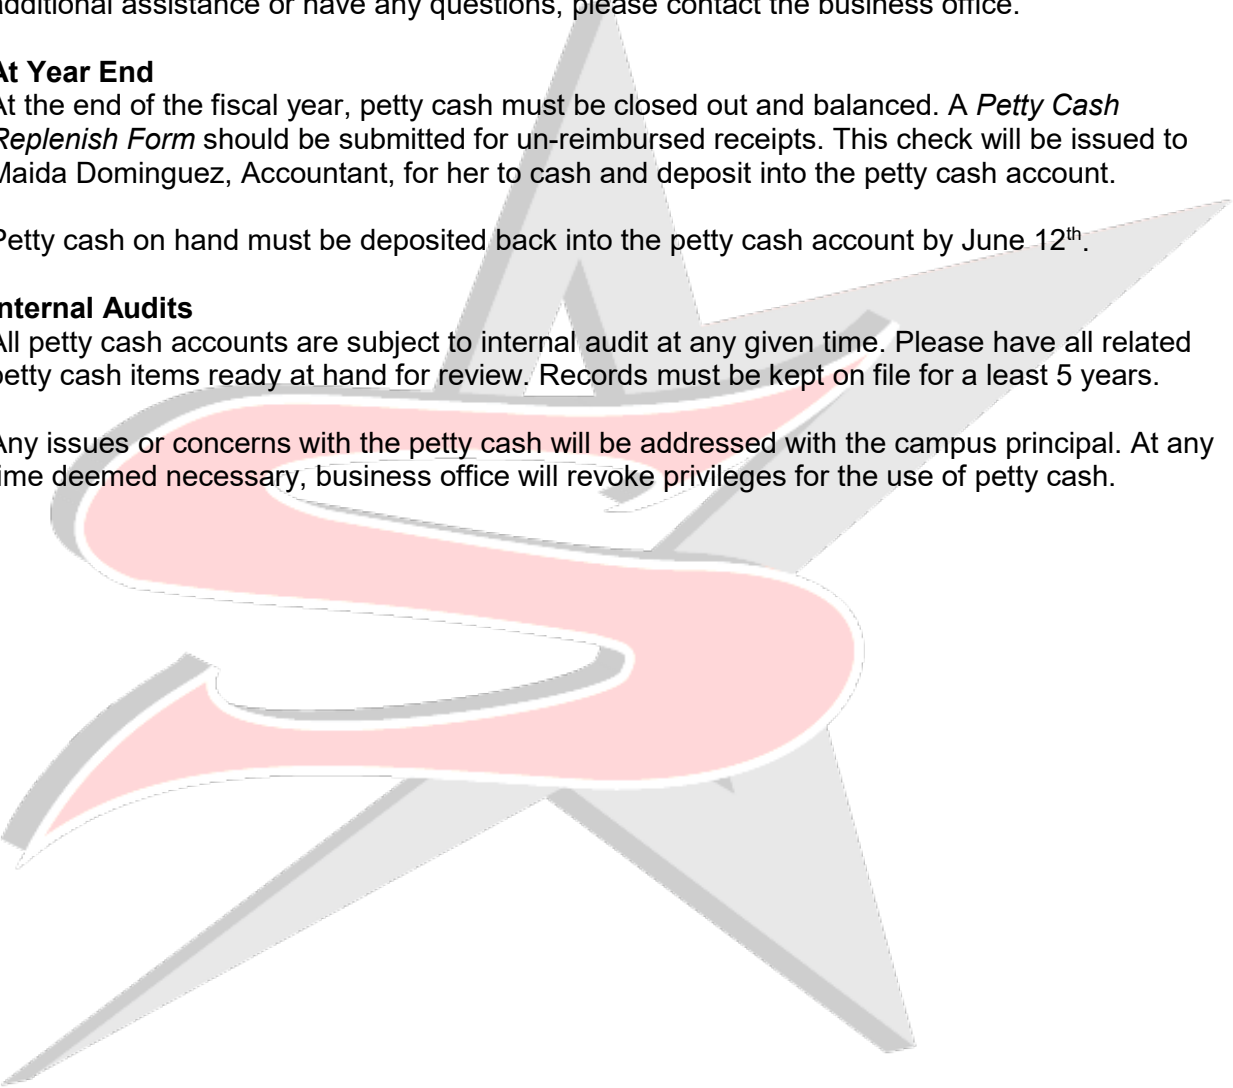 additional assistance or have any questions, please contact the business office.
At Year End
At the end of the fiscal year, petty cash must be closed out and balanced. A Petty Cash
Replenish Form should be submitted for un-reimbursed receipts. This check will be issued to
Maida Dominguez, Accountant, for her to cash and deposit into the petty cash account.
Petty cash on hand must be deposited back into the petty cash account by June 12th.
Internal Audits
All petty cash accounts are subject to internal audit at any given time. Please have all related
petty cash items ready at hand for review. Records must be kept on file for a least 5 years.
Any issues or concerns with the petty cash will be addressed with the campus principal. At any
time deemed necessary, business office will revoke privileges for the use of petty cash.